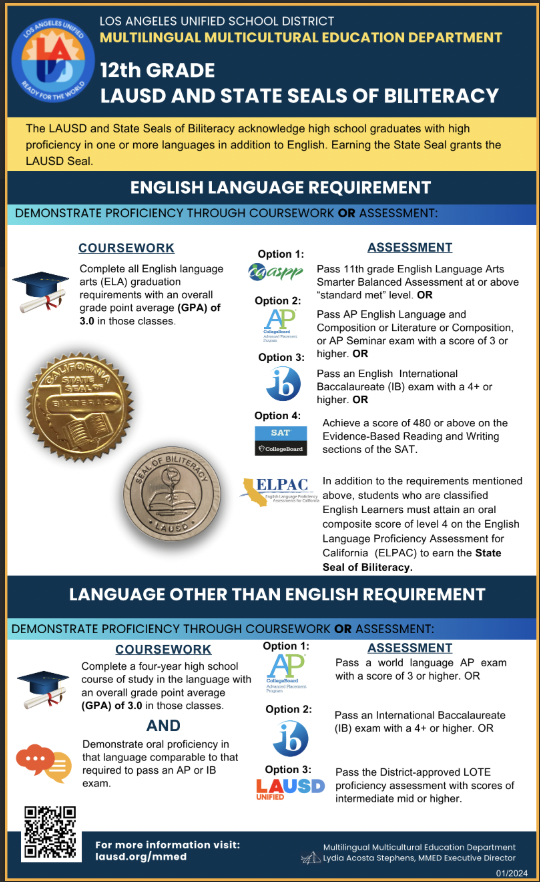 LOS ANGELES UNIFIED
LAUSD
READY FOR THE WORLD
LOS ANGELES UNIFIED SCHOOL DISTRICT
MULTILINGUAL MULTICULTURAL EDUCATION DEPARTMENT
12th GRADE
LAUSD AND STATE SEALS OF BILITERACY
The LAUSD and State Seals of Biliteracy acknowledge high school graduates with high
proficiency in one or more languages in addition to English. Earning the State Seal grants the
LAUSD Seal.
ENGLISH LANGUAGE REQUIREMENT
DEMONSTRATE PROFICIENCY THROUGH COURSEWORK OR ASSESSMENT:
COURSEWORK
Complete all English language
arts (ELA) graduation
requirements with an overall
grade point average (GPA) of
3.0 in those classes.
CALIFORNIA
STATE
SEAL OF
BILITERACY
SEAL OF BILITERACY
LAUSD
ASSESSMENT
Option 1:
caaspp
Pass 11th grade English Language Arts
Smarter Balanced Assessment at or above
“standard met” level. OR
Option 2:
AP
CollegeBoard
Advanced Placement
Program
Pass AP English Language and
Composition or Literature or Composition,
or AP Seminar exam with a score of 3 or
higher. OR
Option 3:
ib
Pass an English International
Baccalaureate (IB) exam with a 4+ or
higher. OR
Option 4:
SAT
CollegeBoard
Achieve a score of 480 or above on the
Evidence-Based Reading and Writing
sections of the SAT.
ELPAC
English Language Proficiency
Assessments for California
In addition to the requirements mentioned
above, students who are classified
English Learners must attain an oral
composite score of level 4 on the English
Language Proficiency Assessment for
California (ELPAC) to earn the State
Seal of Biliteracy.
LANGUAGE OTHER THAN ENGLISH REQUIREMENT
DEMONSTRATE PROFICIENCY THROUGH COURSEWORK OR ASSESSMENT:
COURSEWORK
Complete a four-year high school
course of study in the language with
an overall grade point average
(GPA) of 3.0 in those classes.
AND
Demonstrate oral proficiency in
that language comparable to that
required to pass an AP or IB
exam.
ASSESSMENT
Option 1:
AP
CollegeBoard
Advanced Placement
Program
Pass a world language AP exam
with a score of 3 or higher. OR
Option 2:
ib
Pass an International Baccalaureate
(IB) exam with a 4+ or higher. OR
Option 3:
LAUSD
UNIFIED
Pass the District-approved LOTE
proficiency assessment with scores of
intermediate mid or higher.
For more information visit:
lausd.org/mmed
Multilingual Multicultural Education Department
Lydia Acosta Stephens, MMED Executive Director
01/2024